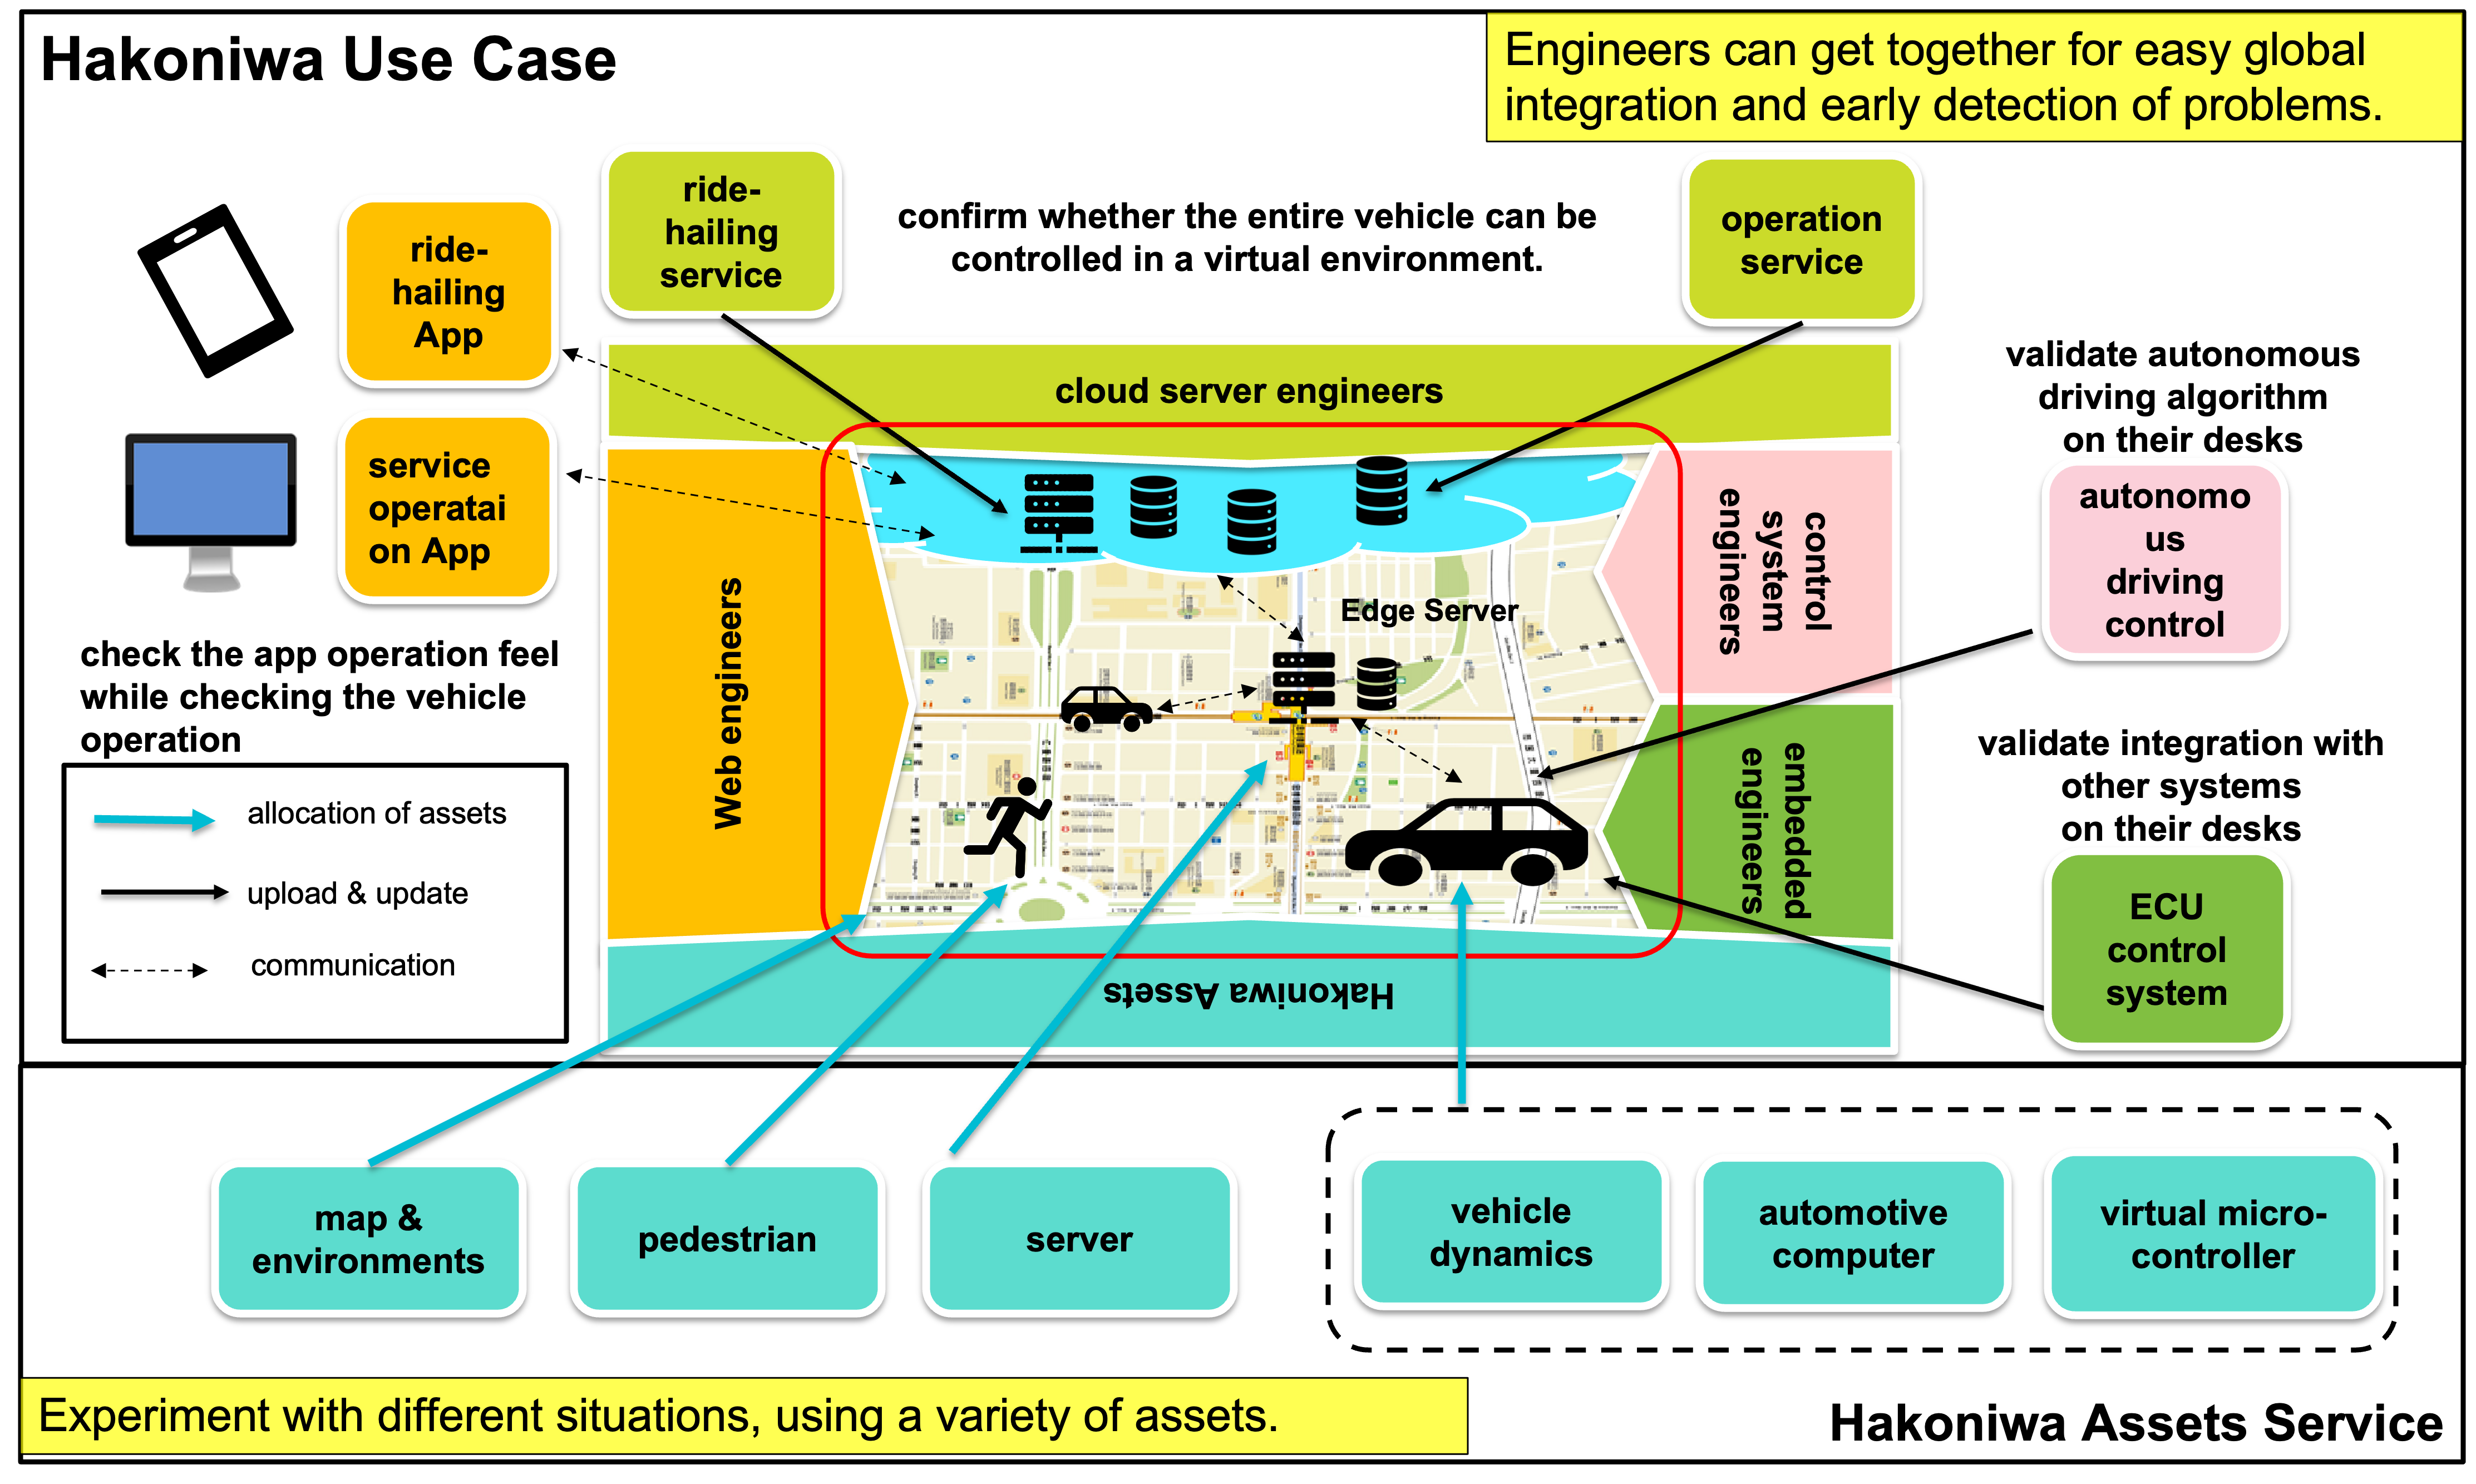 Hakoniwa Use Case
Engineers can get together for easy global
integration and early detection of problems.
ride-
hailing
App
ride-
hailing
service
confirm whether the entire vehicle can be
controlled in a virtual environment.
operation
service
cloud server engineers
validate autonomous
driving algorithm
on their desks
service
operatai
on App
autonomo
us
driving
control
control
system
engineers
Edge Server
Web engineers
check the app operation feel
while checking the vehicle
operation
validate integration with
other systems
on their desks
embedded
engineers
allocation of assets
upload & update
communication
ECU
control
system
Hakoniwa Assets
map &
environments
pedestrian
server
vehicle
dynamics
automotive
computer
virtual micro-
controller
Experiment with different situations, using a variety of assets.
Hakoniwa Assets Service